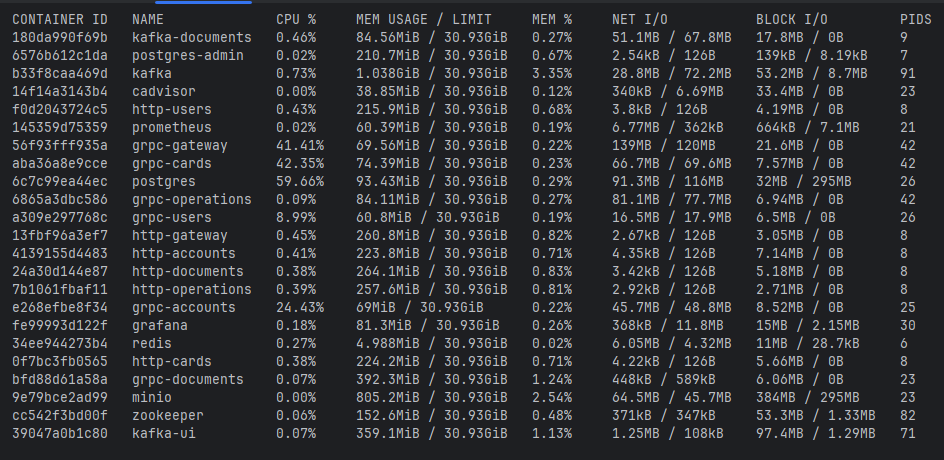 CONTAINER ID NAME CPU % MEM USAGE / LIMIT MEM % NET I/O BLOCK I/O PIDS
180da990f69b kafka-documents 0.46% 84.56MiB / 30.93GiB 0.27% 51.1MB / 67.8MB 17.8MB / 0B 9
6576b612c1da postgres-admin 0.02% 210.7MiB / 30.93GiB 0.67% 2.54kB / 126B 139kB / 8.19kB 7
b33f8caa469d kafka 0.73% 1.038GiB / 30.93GiB 3.35% 28.8MB / 72.2MB 53.2MB / 8.7MB 91
14f14a3143b4 cadvisor 0.00% 38.85MiB / 30.93GiB 0.12% 340kB / 6.69MB 33.4MB / 0B 23
f0d2043724c5 http-users 0.43% 215.9MiB / 30.93GiB 0.68% 3.8kB / 126B 4.19MB / 0B 8
145359d75359 prometheus 0.02% 60.39MiB / 30.93GiB 0.19% 6.77MB / 362kB 664kB / 7.1MB 21
56f93fff935a grpc-gateway 41.41% 69.56MiB / 30.93GiB 0.22% 139MB / 120MB 21.6MB / 0B 42
aba36a8e9cce grpc-cards 42.35% 74.39MiB / 30.93GiB 0.23% 66.7MB / 69.6MB 7.57MB / 0B 42
6c7c99ea44ec postgres 59.66% 93.43MiB / 30.93GiB 0.29% 91.3MB / 116MB 32MB / 295MB 26
6865a3dbc586 grpc-operations 0.09% 84.11MiB / 30.93GiB 0.27% 81.1MB / 77.7MB 6.94MB / 0B 42
a309e297768c grpc-users 8.99% 60.8MiB / 30.93GiB 0.19% 16.5MB / 17.9MB 6.5MB / 0B 26
13fbf96a3ef7 http-gateway 0.45% 260.8MiB / 30.93GiB 0.82% 2.67kB / 126B 3.05MB / 0B 8
4139155d4483 http-accounts 0.41% 223.8MiB / 30.93GiB 0.71% 4.35kB / 126B 7.14MB / 0B 8
24a30d144e87 http-documents 0.38% 264.1MiB / 30.93GiB 0.83% 3.42kB / 126B 5.18MB / 0B 8
7b1061fbaf11 http-operations 0.39% 257.6MiB / 30.93GiB 0.81% 2.92kB / 126B 2.71MB / 0B 8
e268efbe8f34 grpc-accounts 24.43% 69MiB / 30.93GiB 0.22% 45.7MB / 48.8MB 8.52MB / 0B 25
fe99993d122f grafana 0.18% 81.3MiB / 30.93GiB 0.26% 368kB / 11.8MB 15MB / 2.15MB 30
34ee944273b4 redis 0.27% 4.988MiB / 30.93GiB 0.02% 6.05MB / 4.32MB 11MB / 28.7kB 6
0f7bc3fb0565 http-cards 0.38% 224.2MiB / 30.93GiB 0.71% 4.22kB / 126B 5.66MB / 0B 8
bfd88d61a58a grpc-documents 0.07% 392.3MiB / 30.93GiB 1.24% 448kB / 589kB 6.06MB / 0B 23
9e79bce2ad99 minio 0.00% 805.2MiB / 30.93GiB 2.54% 64.5MB / 45.7MB 384MB / 295MB 23
cc542f3bd00f zookeeper 0.06% 152.6MiB / 30.93GiB 0.48% 371kB / 347kB 53.3MB / 1.33MB 82
39047a0b1c80 kafka-ui 0.07% 359.1MiB / 30.93GiB 1.13% 1.25MB / 108kB 97.4MB / 1.29MB 71